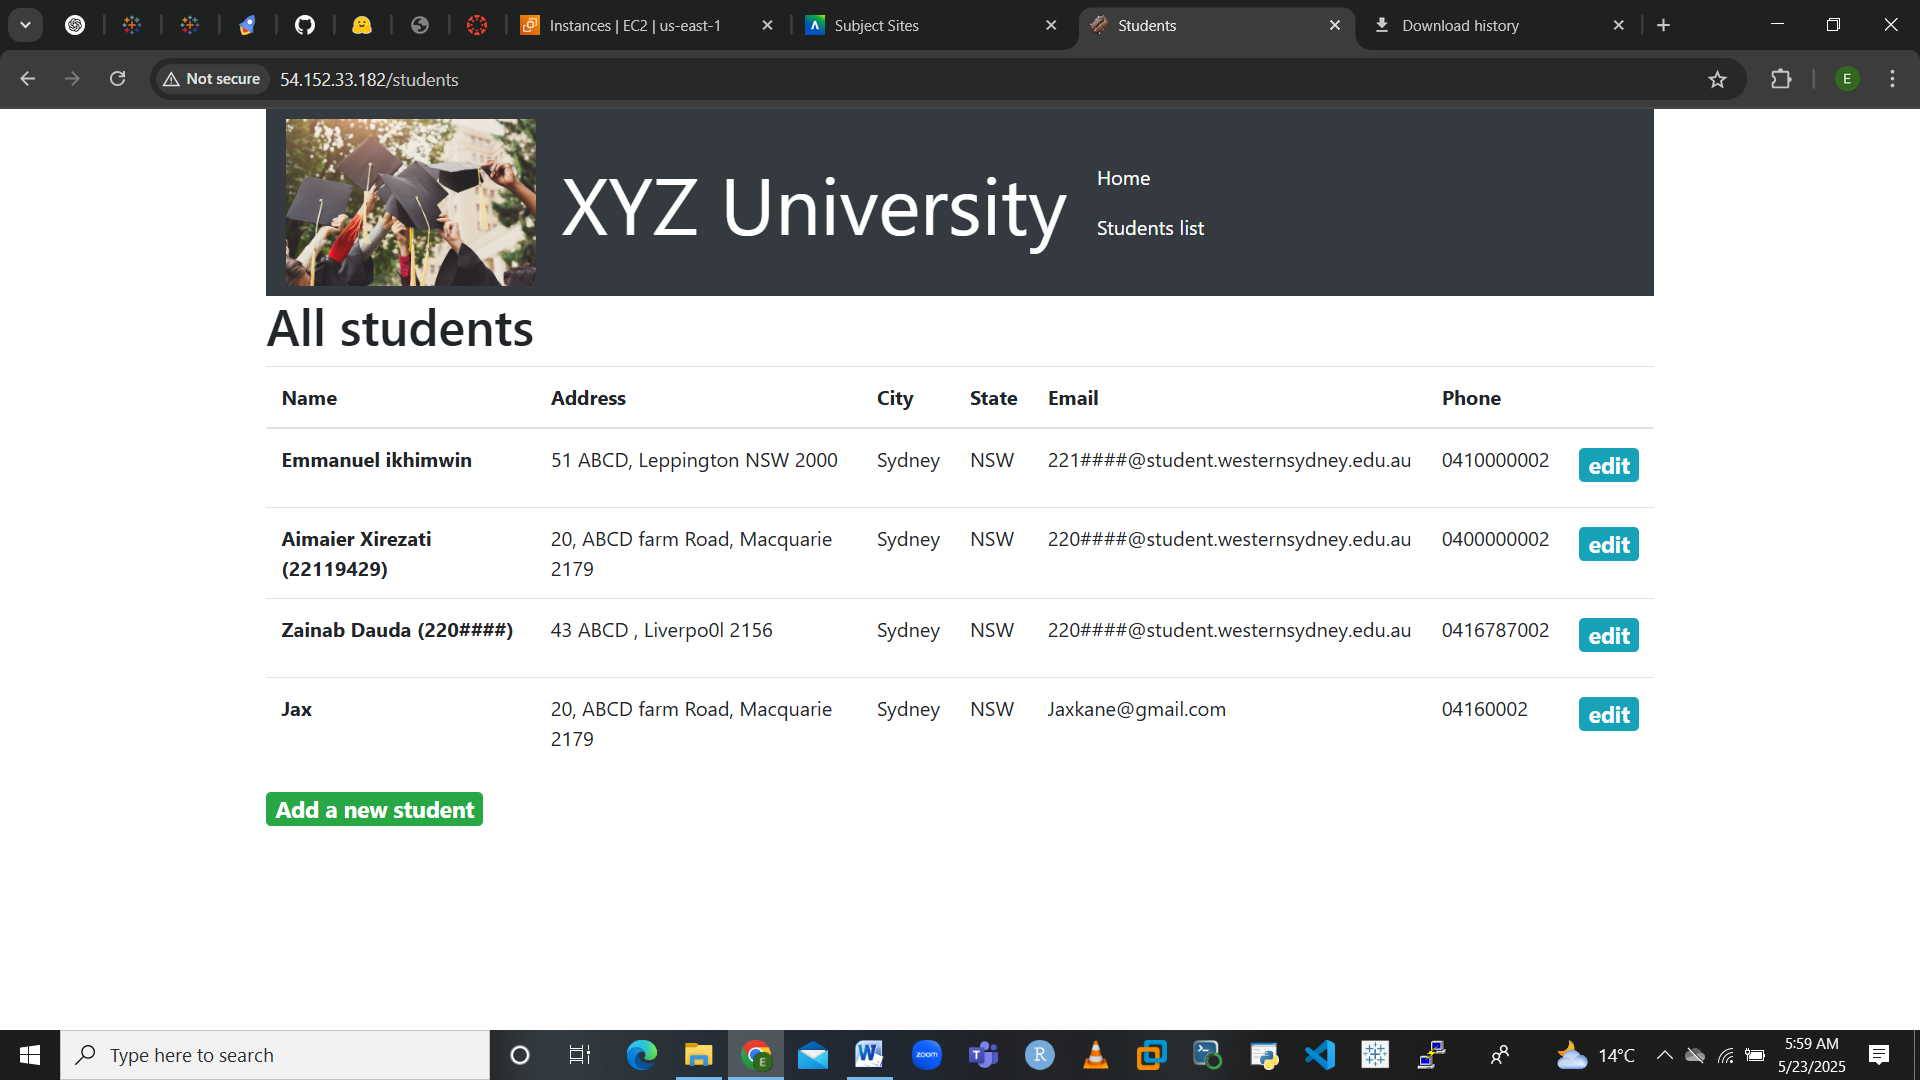 Instances | EC2 | us-east-1
Subject Sites
Students
Download history
Not secure
54.152.33.182/students
E
XYZ University
Home
Students list
All students
Name Address City State Email Phone
Emmanuel ikhimwin 51 ABCD, Leppington NSW 2000 Sydney NSW 221####@student.westernsydney.edu.au 0410000002 edit
Aimaier Xirezati 20, ABCD farm Road, Macquarie Sydney NSW 220####@student.westernsydney.edu.au 0400000002 edit
(22119429) 2179
Zainab Dauda (220####) 43 ABCD , Liverpo0l 2156 Sydney NSW 220####@student.westernsydney.edu.au 0416787002 edit
Jax 20, ABCD farm Road, Macquarie Sydney NSW Jaxkane@gmail.com 04160002 edit
2179
Add a new student
Type here to search
E
zoom
R
14°C
5:59 AM
5/23/2025